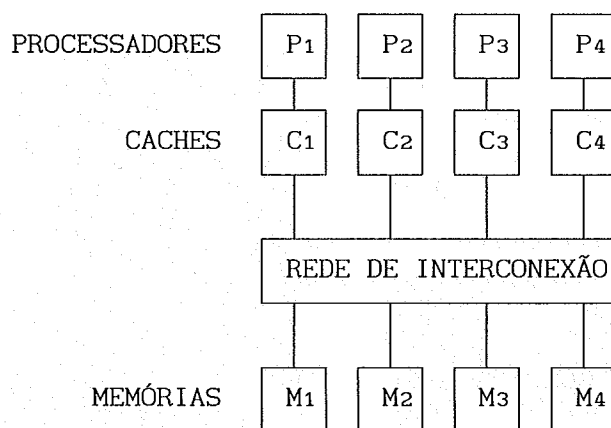 PROCESSADORES P1 P2 P3 P4
CACHES C1 C2 C3 C4
REDE DE INTERCONEXÃO
MEMÓRIAS M1 M2 M3 M4